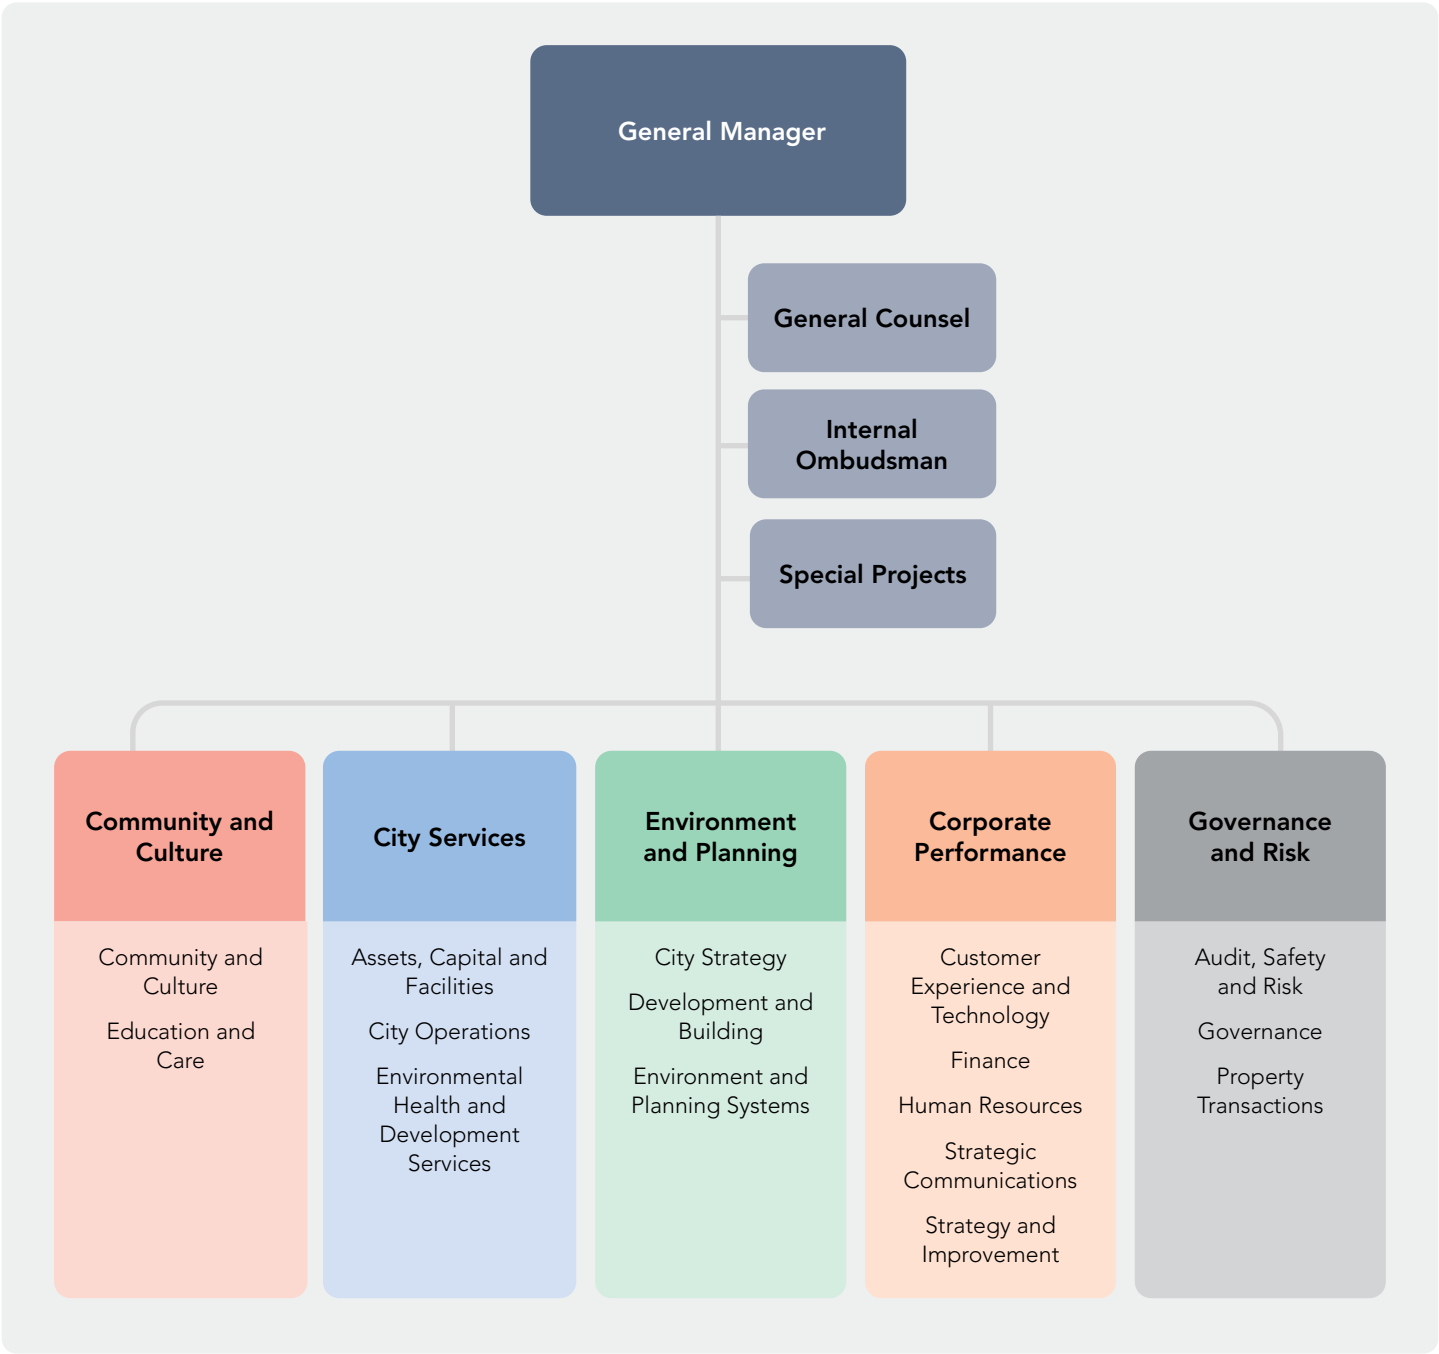 General Manager
General Counsel
Internal
Ombudsman
Special Projects
Community and
Culture
Community and
Culture
Education and
Care
City Services
Assets, Capital and
Facilities
City Operations
Environmental
Health and
Development
Services
Environment
and Planning
City Strategy
Development and
Building
Environment and
Planning Systems
Corporate
Performance
Customer
Experience and
Technology
Finance
Human Resources
Strategic
Communications
Strategy and
Improvement
Governance
and Risk
Audit, Safety
and Risk
Governance
Property
Transactions